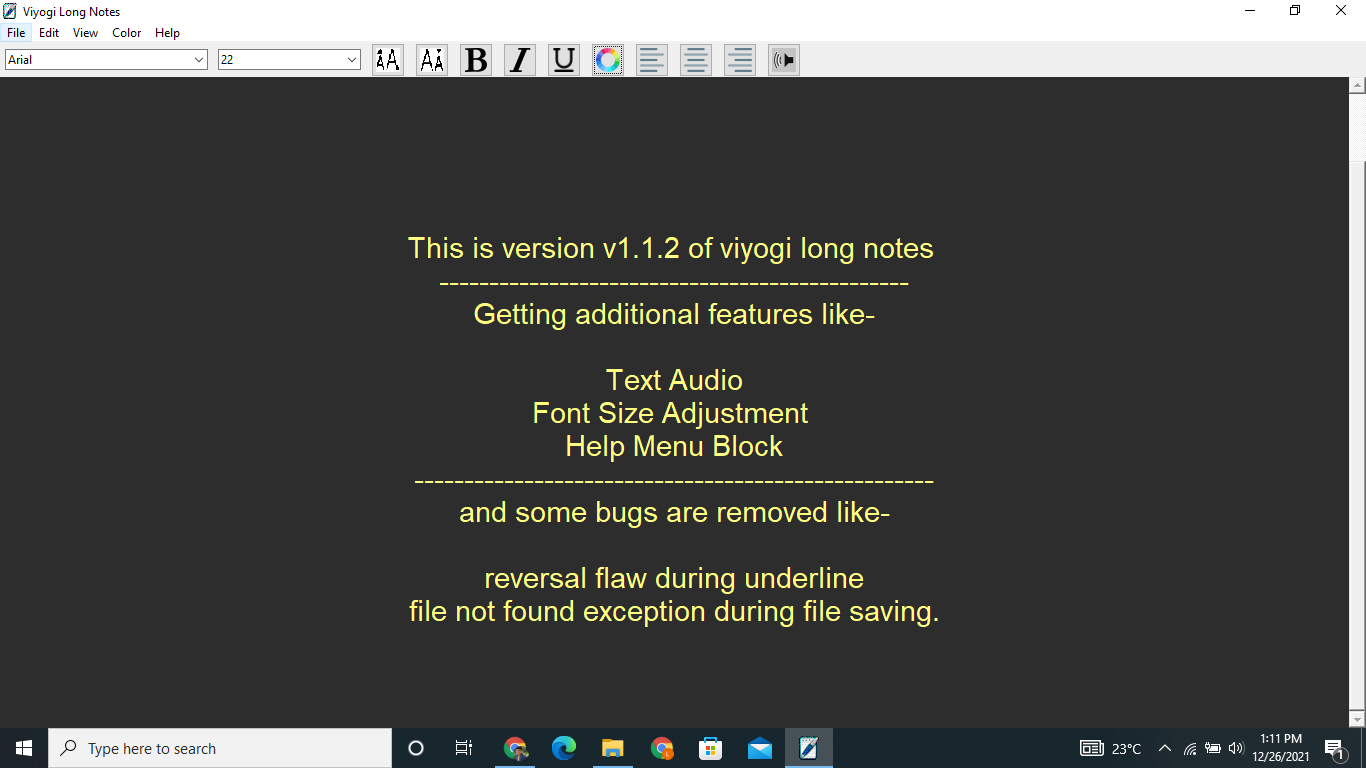 Viyogi Long Notes
File Edit View Color Help
Arial 22 AA AA B I U
This is version v1.1.2 of viyogi long notes
-----------------------------------------------
Getting additional features like-
Text Audio
Font Size Adjustment
Help Menu Block
----------------------------------------------------
and some bugs are removed like-
reversal flaw during underline
file not found exception during file saving.
Type here to search
23°C
1:11 PM
12/26/2021
1